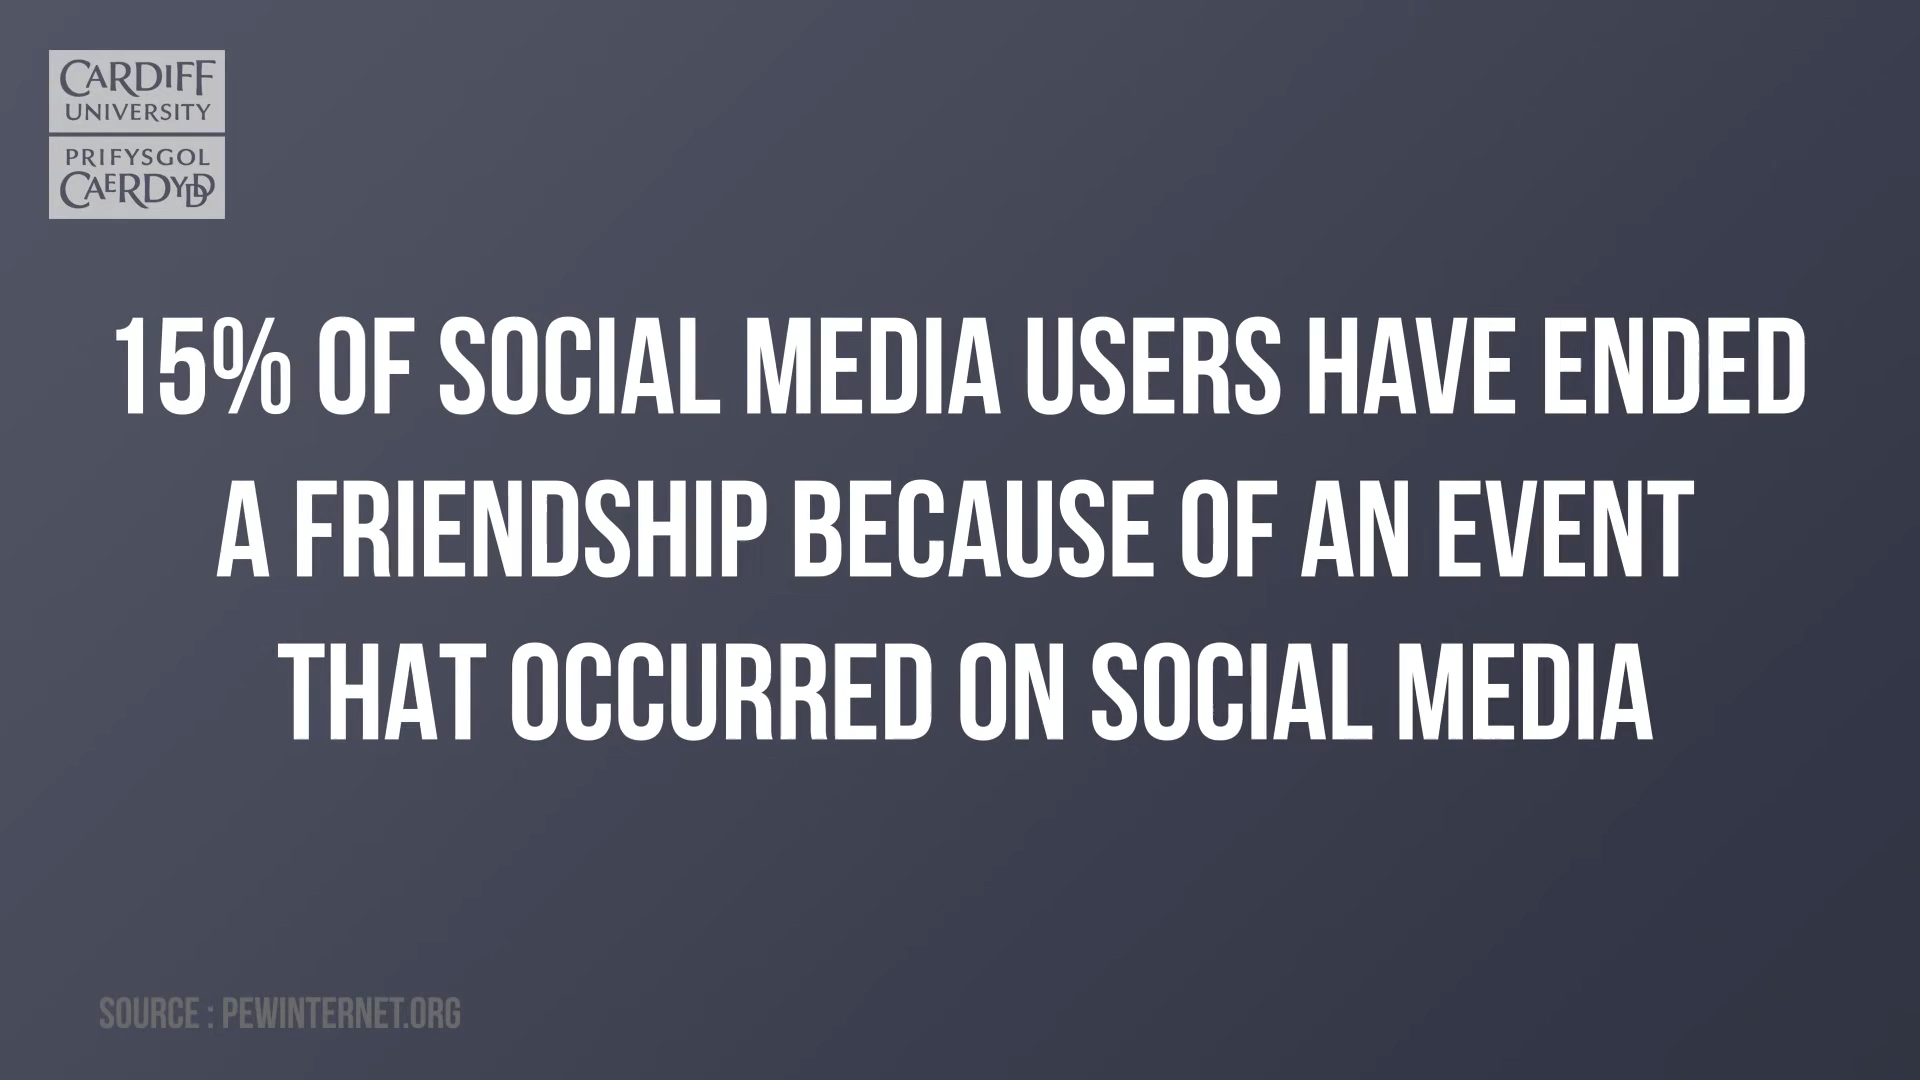 CARDIFF
UNIVERSITY
PRIFYSGOL
CAERDYDD
15% OF SOCIAL MEDIA USERS HAVE ENDED
A FRIENDSHIP BECAUSE OF AN EVENT
THAT OCCURRED ON SOCIAL MEDIA
SOURCE : PEWINTERNET.ORG